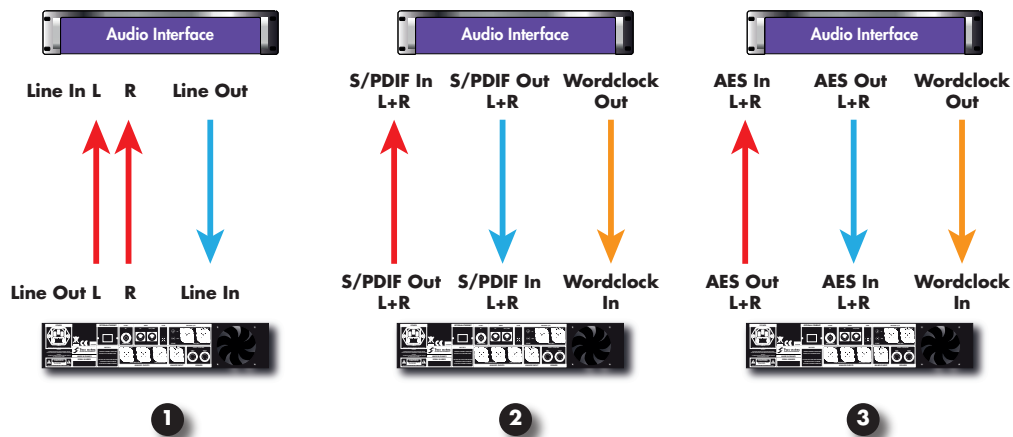 Audio Interface
Line In L R Line Out
Line Out L R Line In
1
Audio Interface
S/PDIF In S/PDIF Out Wordclock
L+R L+R Out
S/PDIF Out S/PDIF In Wordclock
L+R L+R In
2
Audio Interface
AES In AES Out Wordclock
L+R L+R Out
AES Out AES In Wordclock
L+R L+R In
3